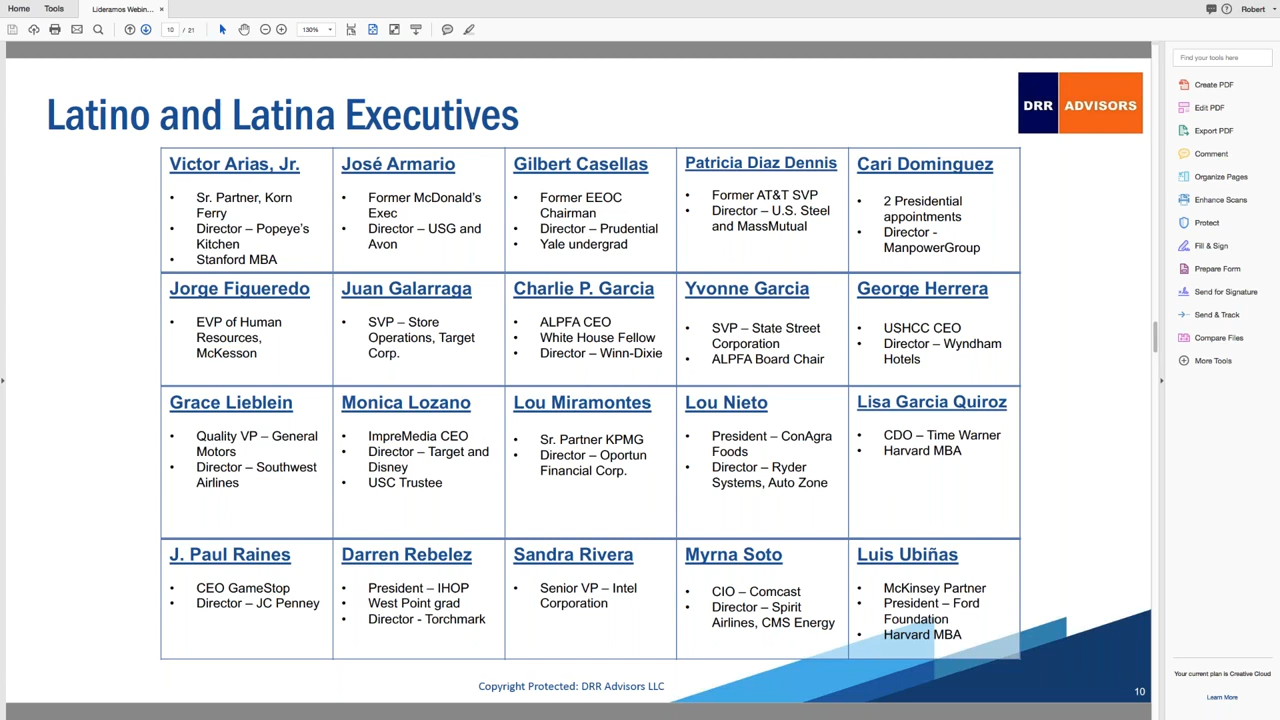 Home Tools Lideramos Webin... × Robert
10 / 21 130%
Find your tools here
Create PDF
Edit PDF
Export PDF
Comment
Organize Pages
Enhance Scans
Protect
Fill & Sign
Prepare Form
Send for Signature
Send & Track
Compare Files
More Tools
Your current plan is Creative Cloud
Learn More
Latino and Latina Executives
DRR ADVISORS
Victor Arias, Jr.
• Sr. Partner, Korn
Ferry
• Director – Popeye's
Kitchen
• Stanford MBA
José Armario
• Former McDonald's
Exec
• Director – USG and
Avon
Gilbert Casellas
• Former EEOC
Chairman
• Director – Prudential
• Yale undergrad
Patricia Diaz Dennis
• Former AT&T SVP
• Director – U.S. Steel
and MassMutual
Cari Dominguez
• 2 Presidential
appointments
• Director -
ManpowerGroup
Jorge Figueredo
• EVP of Human
Resources,
McKesson
Juan Galarraga
• SVP – Store
Operations, Target
Corp.
Charlie P. Garcia
• ALPFA CEO
• White House Fellow
• Director – Winn-Dixie
Yvonne Garcia
• SVP – State Street
Corporation
• ALPFA Board Chair
George Herrera
• USHCC CEO
• Director – Wyndham
Hotels
Grace Lieblein
• Quality VP – General
Motors
• Director – Southwest
Airlines
Monica Lozano
• ImpreMedia CEO
• Director – Target and
Disney
• USC Trustee
Lou Miramontes
• Sr. Partner KPMG
• Director – Oportun
Financial Corp.
Lou Nieto
• President – ConAgra
Foods
• Director – Ryder
Systems, Auto Zone
Lisa Garcia Quiroz
• CDO – Time Warner
• Harvard MBA
J. Paul Raines
• CEO GameStop
• Director – JC Penney
Darren Rebelez
• President – IHOP
• West Point grad
• Director - Torchmark
Sandra Rivera
• Senior VP – Intel
Corporation
Myrna Soto
• CIO – Comcast
• Director – Spirit
Airlines, CMS Energy
Luis Ubiñas
• McKinsey Partner
• President – Ford
Foundation
• Harvard MBA
Copyright Protected: DRR Advisors LLC
10